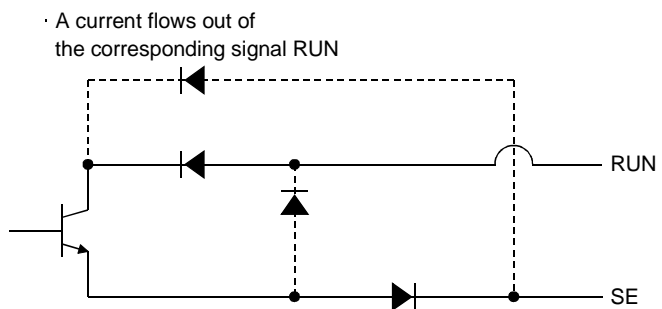 · A current flows out of
the corresponding signal RUN
RUN
SE